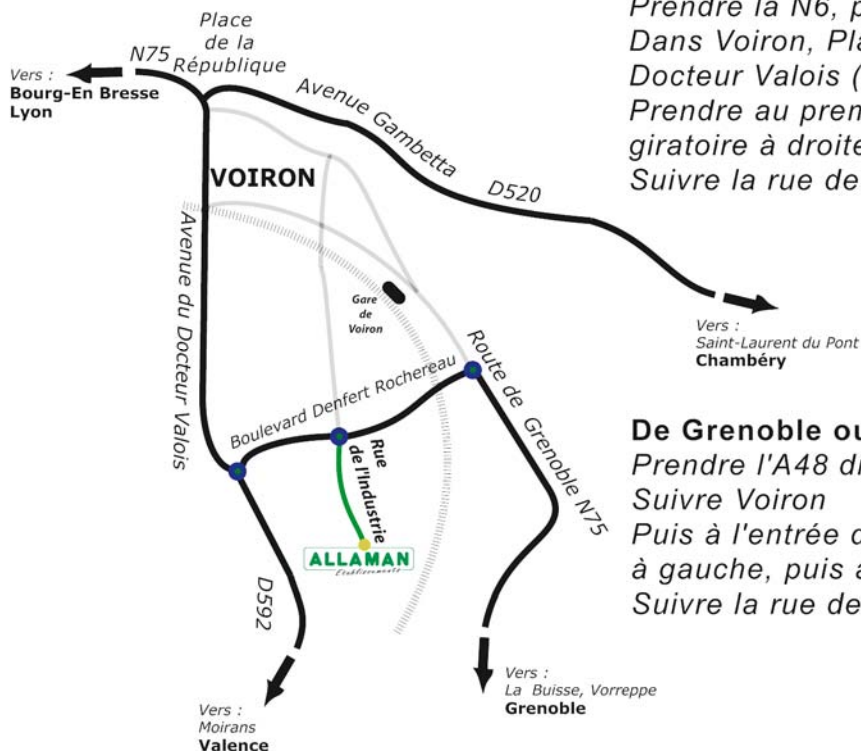 Place
de la
République
N75
Vers :
Bourg-En Bresse
Lyon
Avenue Gambetta
D520
VOIRON
Avenue du Docteur Valois
Gare
de
Voiron
Vers :
Saint-Laurent du Pont
Chambéry
Boulevard Denfert Rochereau
Route de Grenoble N75
Rue
de l'Industrie
ALLAMAN
Etablissements
D592
Vers :
Moirans
Valence
Vers :
La Buisse, Vorreppe
Grenoble
Prendre la N6, p
Dans Voiron, Pla
Docteur Valois (
Prendre au prem
giratoire à droite
Suivre la rue de
De Grenoble ou
Prendre l'A48 di
Suivre Voiron
Puis à l'entrée d
à gauche, puis a
Suivre la rue de